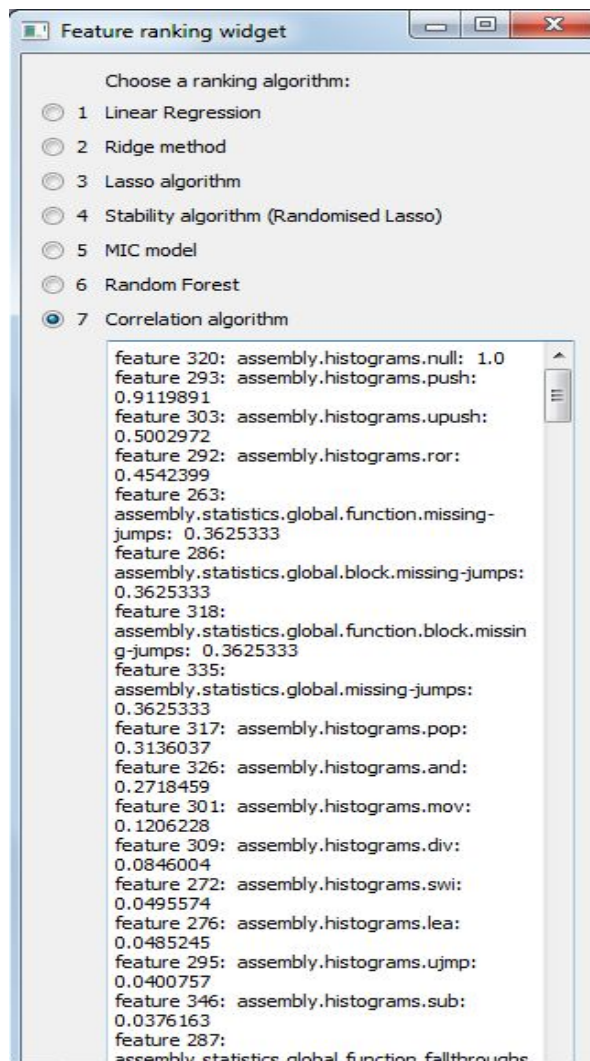 Feature ranking widget
Choose a ranking algorithm:
1 Linear Regression
2 Ridge method
3 Lasso algorithm
4 Stability algorithm (Randomised Lasso)
5 MIC model
6 Random Forest
7 Correlation algorithm
feature 320: assembly.histograms.null: 1.0
feature 293: assembly.histograms.push:
0.9119891
feature 303: assembly.histograms.upush:
0.5002972
feature 292: assembly.histograms.ror:
0.4542399
feature 263:
assembly.statistics.global.function.missing-
jumps: 0.3625333
feature 286:
assembly.statistics.global.block.missing-jumps:
0.3625333
feature 318:
assembly.statistics.global.function.block.missin
g-jumps: 0.3625333
feature 335:
assembly.statistics.global.missing-jumps:
0.3625333
feature 317: assembly.histograms.pop:
0.3136037
feature 326: assembly.histograms.and:
0.2718459
feature 301: assembly.histograms.mov:
0.1206228
feature 309: assembly.histograms.div:
0.0846004
feature 272: assembly.histograms.swi:
0.0495574
feature 276: assembly.histograms.lea:
0.0485245
feature 295: assembly.histograms.ujmp:
0.0400757
feature 346: assembly.histograms.sub:
0.0376163
feature 287:
assembly.statistics.global.function.fallthroughs